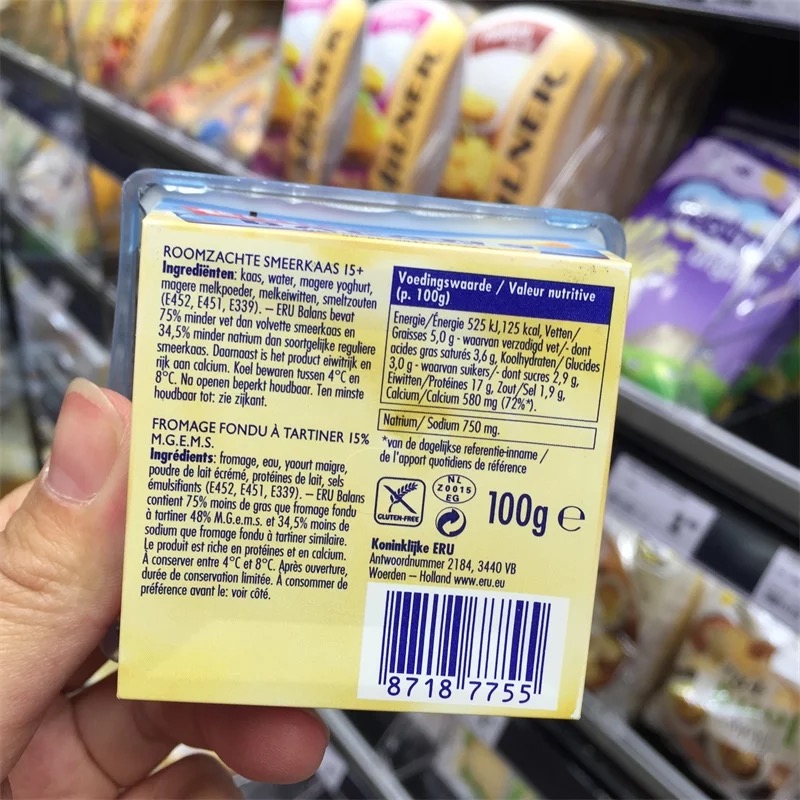 MILNER
ROOMZACHTE SMEERKAAS 15+
Ingrediënten: kaas, water, magere yoghurt,
magere melkpoeder, melkeiwitten, smeltzouten
(E452, E451, E339). – ERU Balans bevat
75% minder vet dan volvette smeerkaas en
34,5% minder natrium dan soortgelijke reguliere
smeerkaas. Daarnaast is het product eiwitrijk en
rijk aan calcium. Koel bewaren tussen 4°C en
8°C. Na openen beperkt houdbaar. Ten minste
houdbaar tot: zie zijkant.
FROMAGE FONDU À TARTINER 15%
M.G.E.M.S.
Ingrédients: fromage, eau, yaourt maigre,
poudre de lait écrémé, protéines de lait, sels
émulsifiants (E452, E451, E339). – ERU Balans
contient 75% moins de gras que fromage fondu
à tartiner 48% M.G.e.m.s. et 34,5% moins de
sodium que fromage fondu à tartiner similaire.
Le produit est riche en protéines et en calcium.
À conserver entre 4°C et 8°C. Après ouverture,
durée de conservation limitée. À consommer de
préférence avant le: voir côté.
Voedingswaarde / Valeur nutritive
(p. 100g)
Energie/Énergie 525 kJ,125 kcal, Vetten/
Graisses 5,0 g - waarvan verzadigd vet/- dont
acides gras saturés 3,6 g, Koolhydraten/Glucides
3,0 g - waarvan suikers/- dont sucres 2,9 g,
Eiwitten/Protéines 17 g, Zout/Sel 1,9 g,
Calcium/Calcium 580 mg (72%*).
Natrium/Sodium 750 mg.
*van de dagelijkse referentie-inname /
de l'apport quotidiens de référence
GLUTEN-FREE
NL
Z0015
EG
100g e
Koninklijke ERU
Antwoordnummer 2184, 3440 VB
Woerden – Holland www.eru.eu
8718 7755